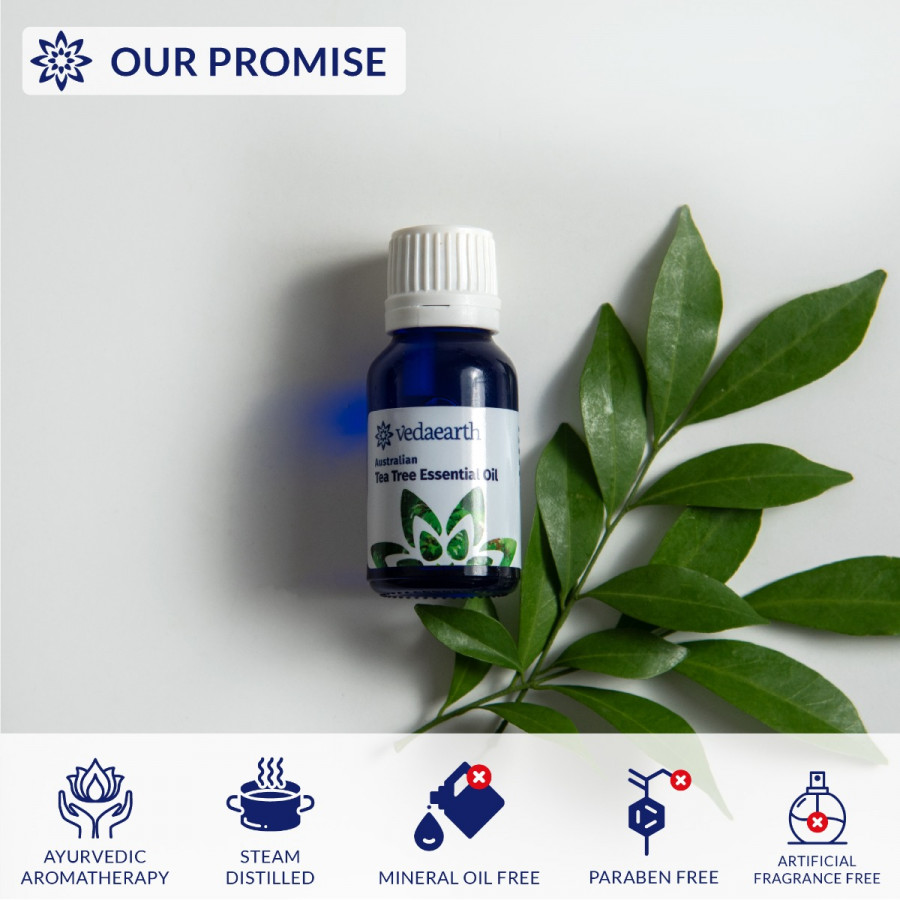 OUR PROMISE
vedaearth
Australian
Tea Tree Essential Oil
AYURVEDIC
AROMATHERAPY
STEAM
DISTILLED
MINERAL OIL FREE
PARABEN FREE
ARTIFICIAL
FRAGRANCE FREE